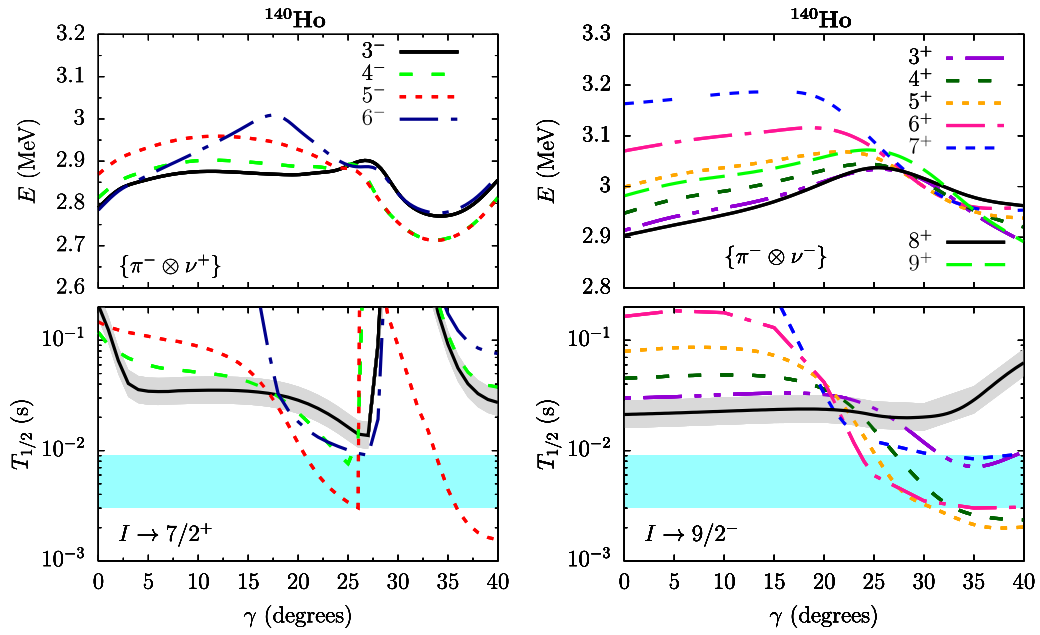 ¹⁴⁰Ho
3.2
3.1
3
2.9
2.8
2.7
2.6
E (MeV)
3⁻
4⁻
5⁻
6⁻
{π⁻ ⊗ ν⁺}
¹⁴⁰Ho
3.3
3.2
3.1
3
2.9
2.8
E (MeV)
3⁺
4⁺
5⁺
6⁺
7⁺
{π⁻ ⊗ ν⁻}
8⁺
9⁺
10⁻¹
10⁻²
10⁻³
T₁/₂ (s)
I → 7/2⁺
0 5 10 15 20 25 30 35 40
γ (degrees)
10⁻¹
10⁻²
10⁻³
T₁/₂ (s)
I → 9/2⁻
0 5 10 15 20 25 30 35 40
γ (degrees)